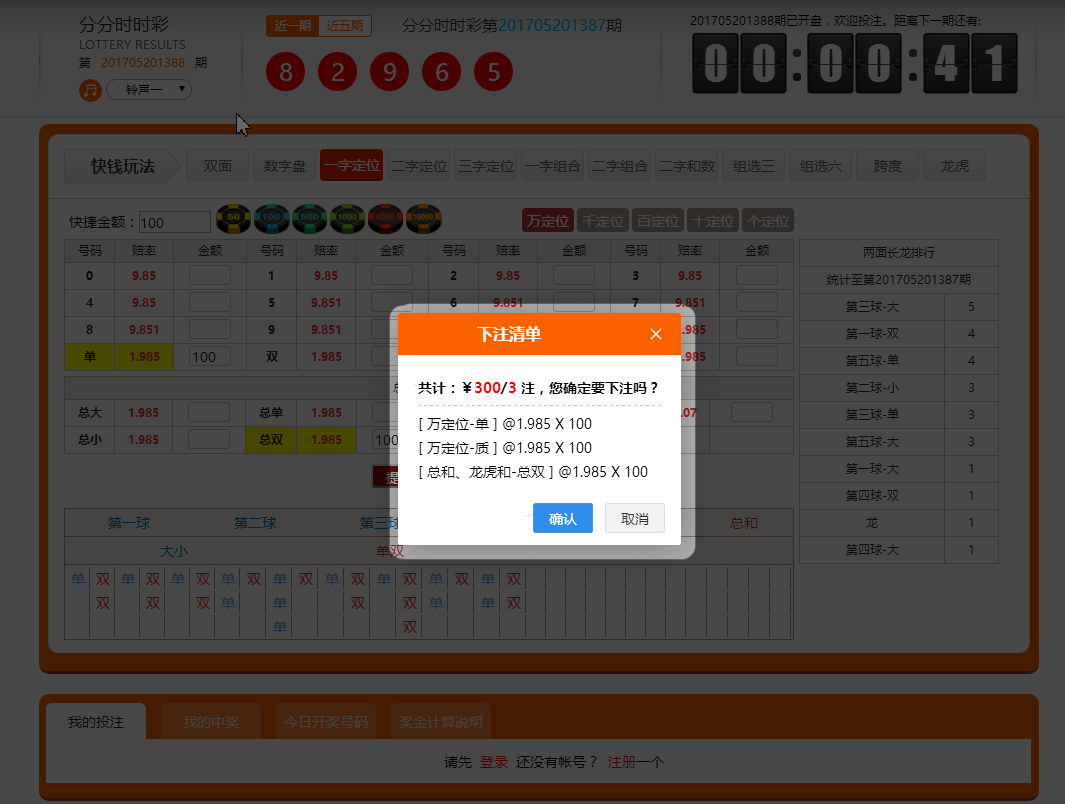 分分时时彩
LOTTERY RESULTS
第 201705201388 期
铃声一 ▼
近一期 近五期 分分时时彩第201705201387期
8 2 9 6 5
201705201388期已开盘，欢迎投注。距离下一期还有:
00:00:41
快钱玩法 双面 数字盘 一字定位 二字定位 三字定位 一字组合 二字组合 二字和数 组选三 组选六 跨度 龙虎
快捷金额：100 50 100 500 1000 万定位 千定位 百定位 十定位 个定位
号码 赔率 金额 号码 赔率 金额 号码 赔率 金额 号码 赔率 金额
0 9.85 1 9.85 2 9.85 3 9.85
4 9.85 5 9.851 6 9.851 7 9.851
8 9.851 9 9.851 .985
单 1.985 100 双 1.985 .985
总
总大 1.985 总单 1.985 .07
总小 1.985 总双 1.985 100
提
下注清单 ×
共计：￥300/3 注，您确定要下注吗？
[ 万定位-单 ] @1.985 X 100
[ 万定位-质 ] @1.985 X 100
[ 总和、龙虎和-总双 ] @1.985 X 100
确认 取消
两面长龙排行
统计至第201705201387期
第三球-大 5
第一球-双 4
第五球-单 4
第二球-小 3
第三球-单 3
第五球-大 3
第一球-大 1
第四球-双 1
龙 1
第四球-大 1
第一球 第二球 第三球 总和
大小 单双
单 双 单 双 单 双 单 双 单 双 单 双 单 双 单 双 单 双
双 双 双 单 单 双 双 单 单 双
单 双
我的投注 我的中奖 今日开奖号码 奖金计算说明
请先 登录 还没有帐号？ 注册一个